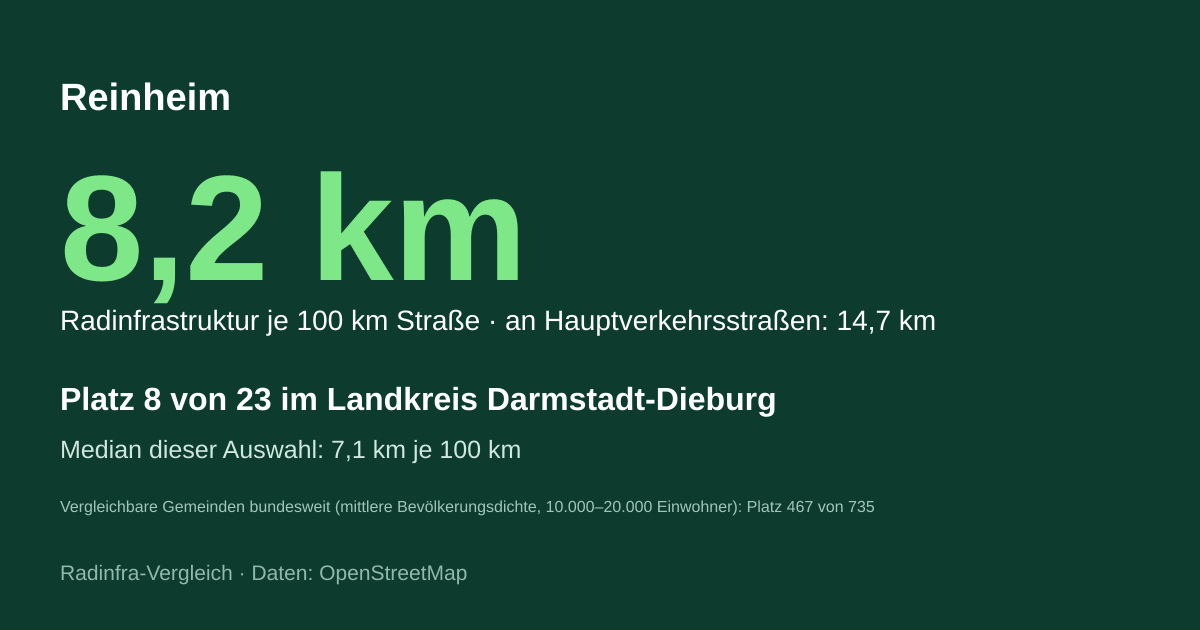 Reinheim
8,2 km
Radinfrastruktur je 100 km Straße · an Hauptverkehrsstraßen: 14,7 km
Platz 8 von 23 im Landkreis Darmstadt-Dieburg
Median dieser Auswahl: 7,1 km je 100 km
Vergleichbare Gemeinden bundesweit (mittlere Bevölkerungsdichte, 10.000–20.000 Einwohner): Platz 467 von 735
Radinfra-Vergleich · Daten: OpenStreetMap